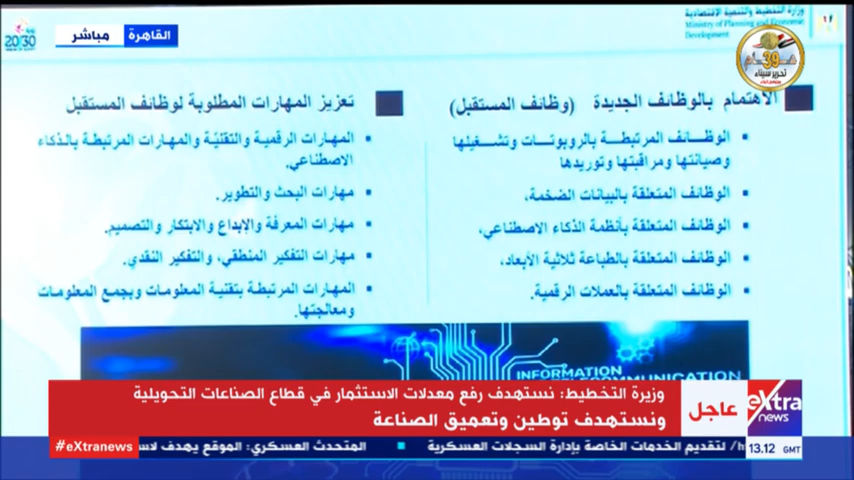 وزارة التخطيط والتنمية الاقتصادية
Ministry of Planning and Economic
Development
القاهرة
مباشر
2030
39
تحرير سيناء
الاهتمام بالوظائف الجديدة (وظائف المستقبل)
الوظائف المرتبطة بالروبوتات وتشغيلها
وصيانتها ومراقبتها وتوريدها
الوظائف المتعلقة بالبيانات الضخمة،
الوظائف المتعلقة بأنظمة الذكاء الاصطناعي،
الوظائف المتعلقة بالطباعة ثلاثية الأبعاد،
الوظائف المتعلقة بالعملات الرقمية.
تعزيز المهارات المطلوبة لوظائف المستقبل
المهارات الرقمية والتقنية والمهارات المرتبطة بالذكاء
الاصطناعي.
مهارات البحث والتطوير.
مهارات المعرفة والإبداع والابتكار والتصميم.
مهارات التفكير المنطقي، والتفكير النقدي.
المهارات المرتبطة بتقنية المعلومات وبجمع المعلومات
ومعالجتها.
INFORMATION
COMMUNICATION
عاجل
وزيرة التخطيط: نستهدف رفع معدلات الاستثمار في قطاع الصناعات التحويلية
ونستهدف توطين وتعميق الصناعة
eXtra
news
#eXtranews
13.12 GMT
/h لتقديم الخدمات الخاصة بإدارة السجلات العسكرية
المتحدث العسكري: الموقع يهدف